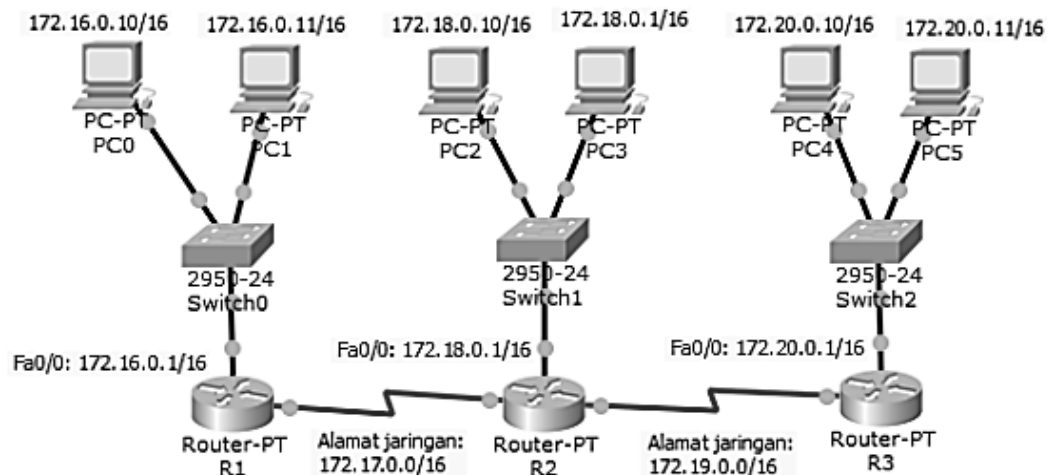 172.16.0.10/16
172.16.0.11/16
172.18.0.10/16
172.18.0.1/16
172.20.0.10/16
172.20.0.11/16
PC-PT
PC0
PC-PT
PC1
PC-PT
PC2
PC-PT
PC3
PC-PT
PC4
PC-PT
PC5
2950-24
Switch0
2950-24
Switch1
2950-24
Switch2
Fa0/0: 172.16.0.1/16
Fa0/0: 172.18.0.1/16
Fa0/0: 172.20.0.1/16
Router-PT
R1
Alamat jaringan:
172.17.0.0/16
Router-PT
R2
Alamat jaringan:
172.19.0.0/16
Router-PT
R3